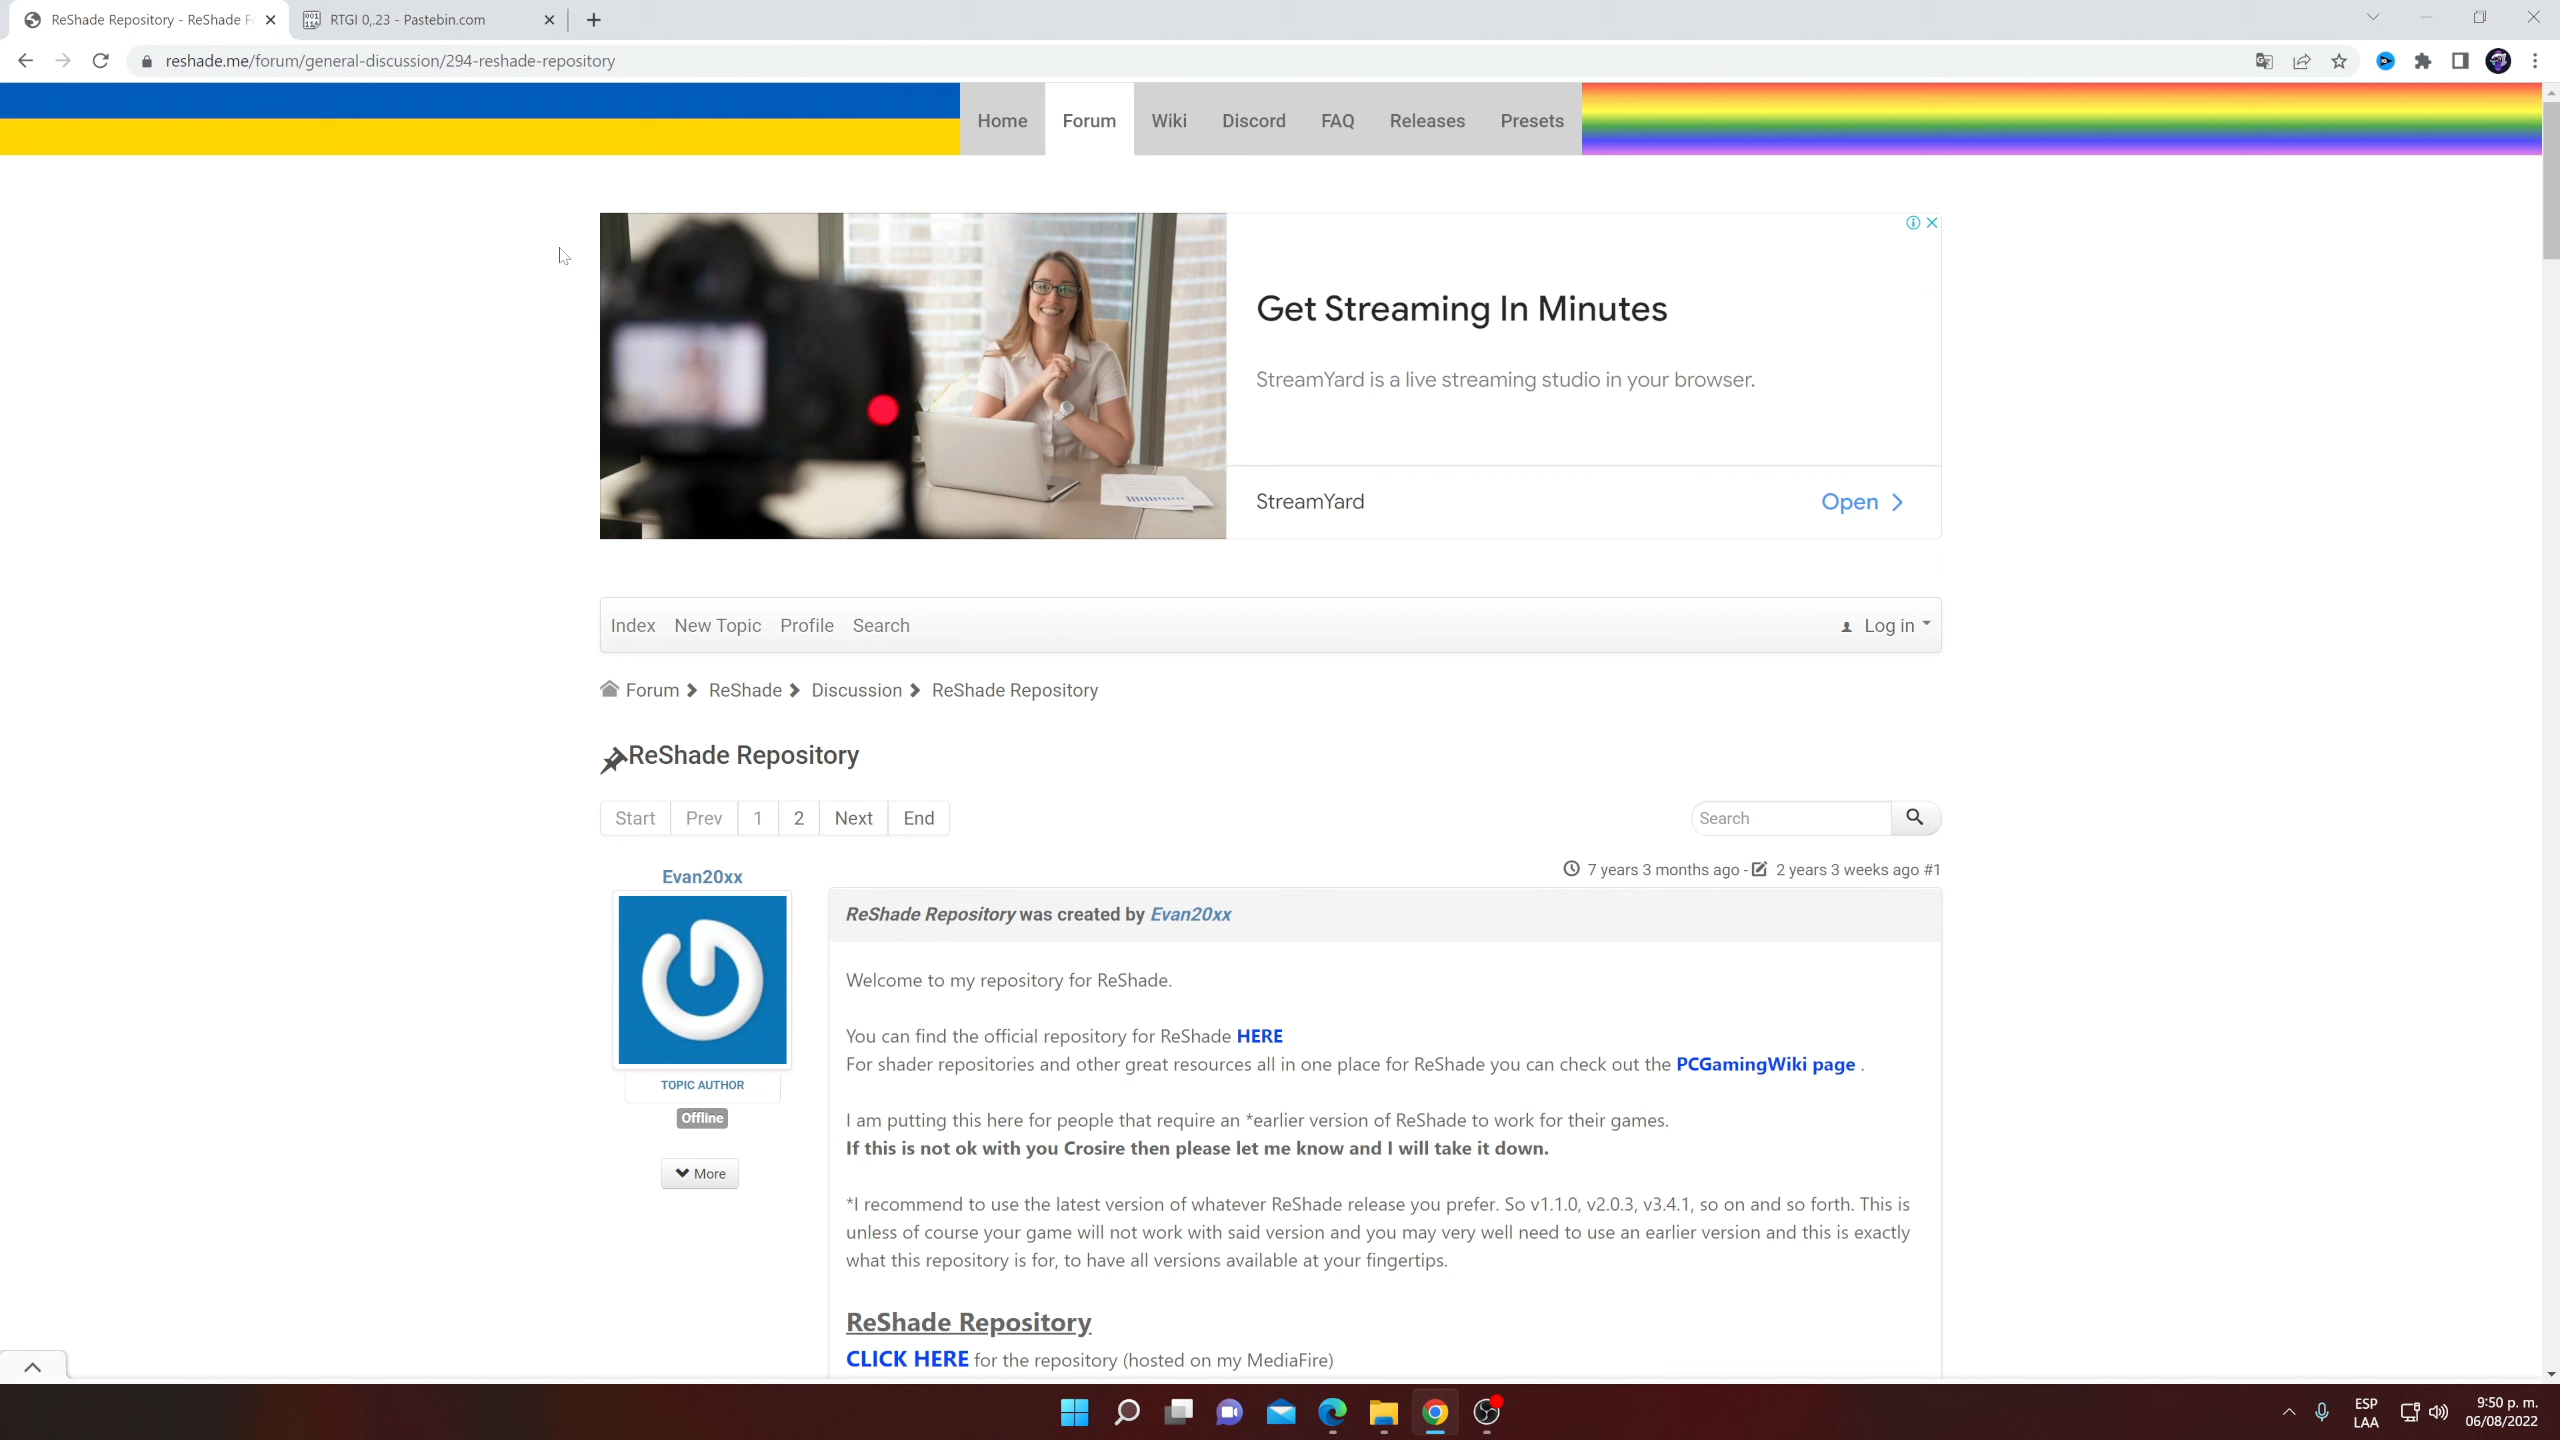 ReShade Repository - ReShade Fo
RTGI 0,.23 - Pastebin.com
reshade.me/forum/general-discussion/294-reshade-repository
Home Forum Wiki Discord FAQ Releases Presets
Get Streaming In Minutes
StreamYard is a live streaming studio in your browser.
StreamYard
Open
Index New Topic Profile Search
Log in
Forum ReShade Discussion ReShade Repository
ReShade Repository
Start Prev 1 2 Next End
Search
7 years 3 months ago - 2 years 3 weeks ago #1
Evan20xx
TOPIC AUTHOR
Offline
More
ReShade Repository was created by Evan20xx
Welcome to my repository for ReShade.
You can find the official repository for ReShade HERE
For shader repositories and other great resources all in one place for ReShade you can check out the PCGamingWiki page .
I am putting this here for people that require an *earlier version of ReShade to work for their games.
If this is not ok with you Crosire then please let me know and I will take it down.
*I recommend to use the latest version of whatever ReShade release you prefer. So v1.1.0, v2.0.3, v3.4.1, so on and so forth. This is
unless of course your game will not work with said version and you may very well need to use an earlier version and this is exactly
what this repository is for, to have all versions available at your fingertips.
ReShade Repository
CLICK HERE for the repository (hosted on my MediaFire)
ESP
LAA
9:50 p. m.
06/08/2022